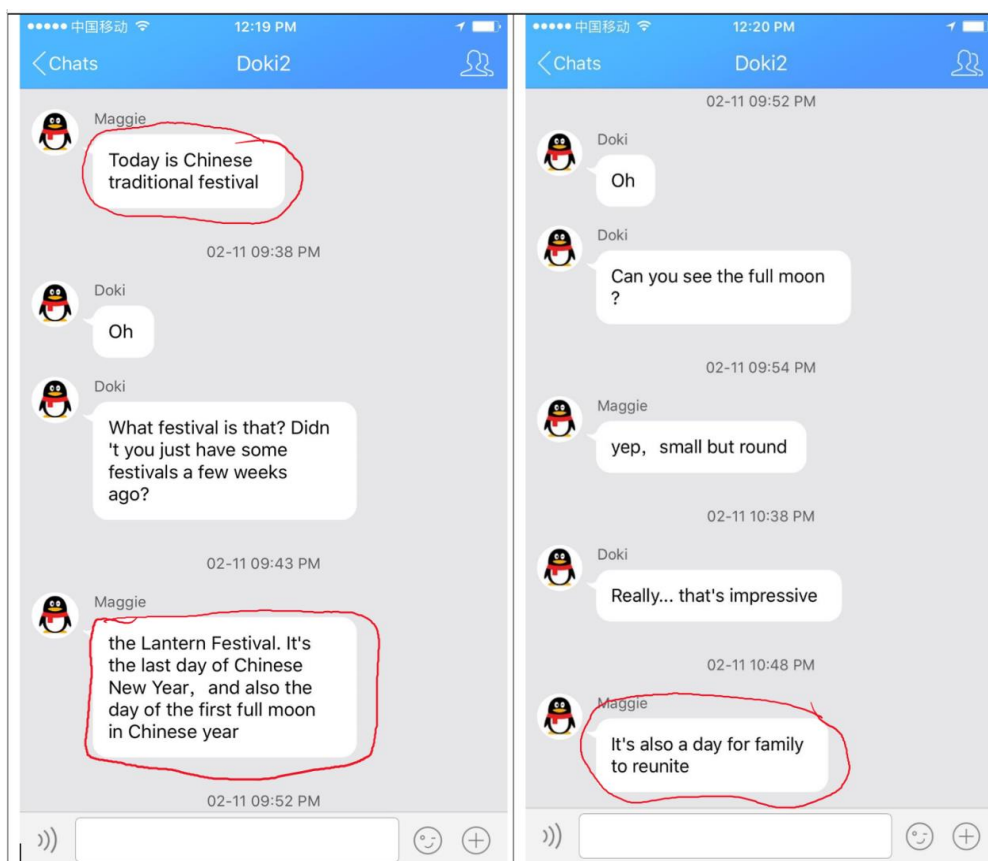 中国移动 12:19 PM
Chats Doki2
Maggie
Today is Chinese
traditional festival
02-11 09:38 PM
Doki
Oh
Doki
What festival is that? Didn
't you just have some
festivals a few weeks
ago?
02-11 09:43 PM
Maggie
the Lantern Festival. It's
the last day of Chinese
New Year, and also the
day of the first full moon
in Chinese year
02-11 09:52 PM
中国移动 12:20 PM
Chats Doki2
02-11 09:52 PM
Doki
Oh
Doki
Can you see the full moon
?
02-11 09:54 PM
Maggie
yep, small but round
02-11 10:38 PM
Doki
Really... that's impressive
02-11 10:48 PM
Maggie
It's also a day for family
to reunite